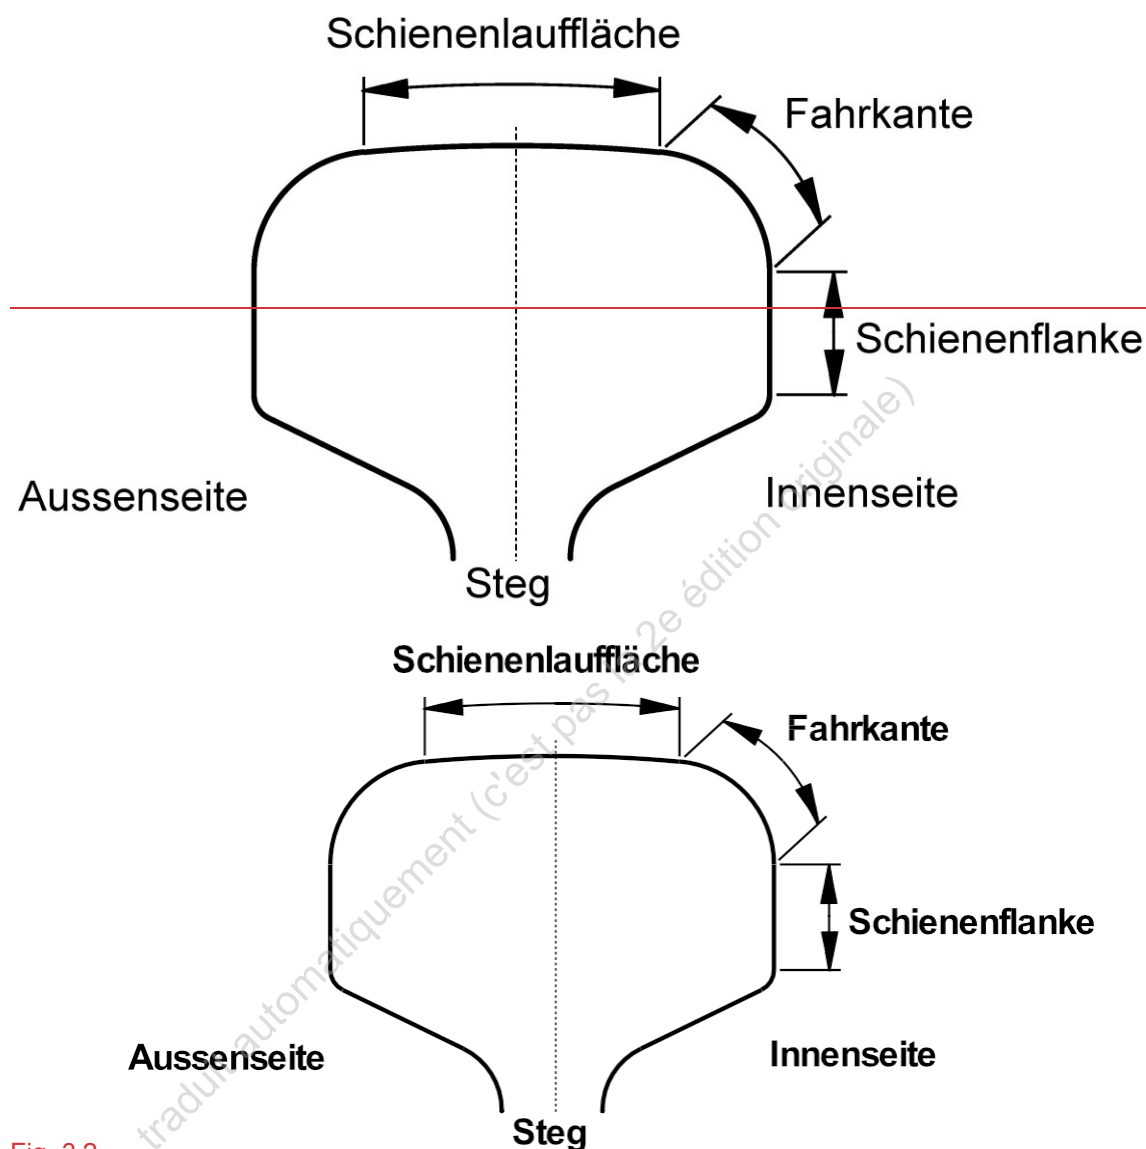 Schienenlauffläche
Fahrkante
Schienenflanke
Aussenseite
Innenseite
Steg
Schienenlauffläche
Fahrkante
Schienenflanke
Aussenseite
Innenseite
Steg
traduit automatiquement (c'est pas la 2e édition originale)